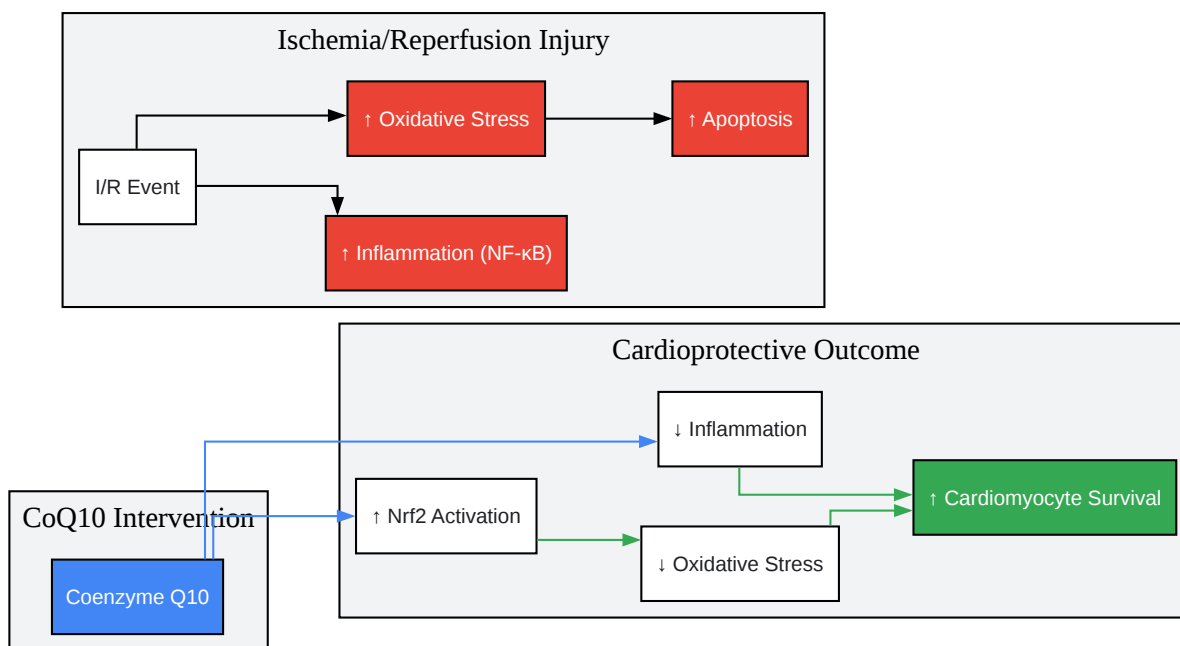 Ischemia/Reperfusion Injury
↑ Oxidative Stress
↑ Apoptosis
I/R Event
↑ Inflammation (NF-κB)
Cardioprotective Outcome
↓ Inflammation
↑ Cardiomyocyte Survival
CoQ10 Intervention
↑ Nrf2 Activation
↓ Oxidative Stress
Coenzyme Q10